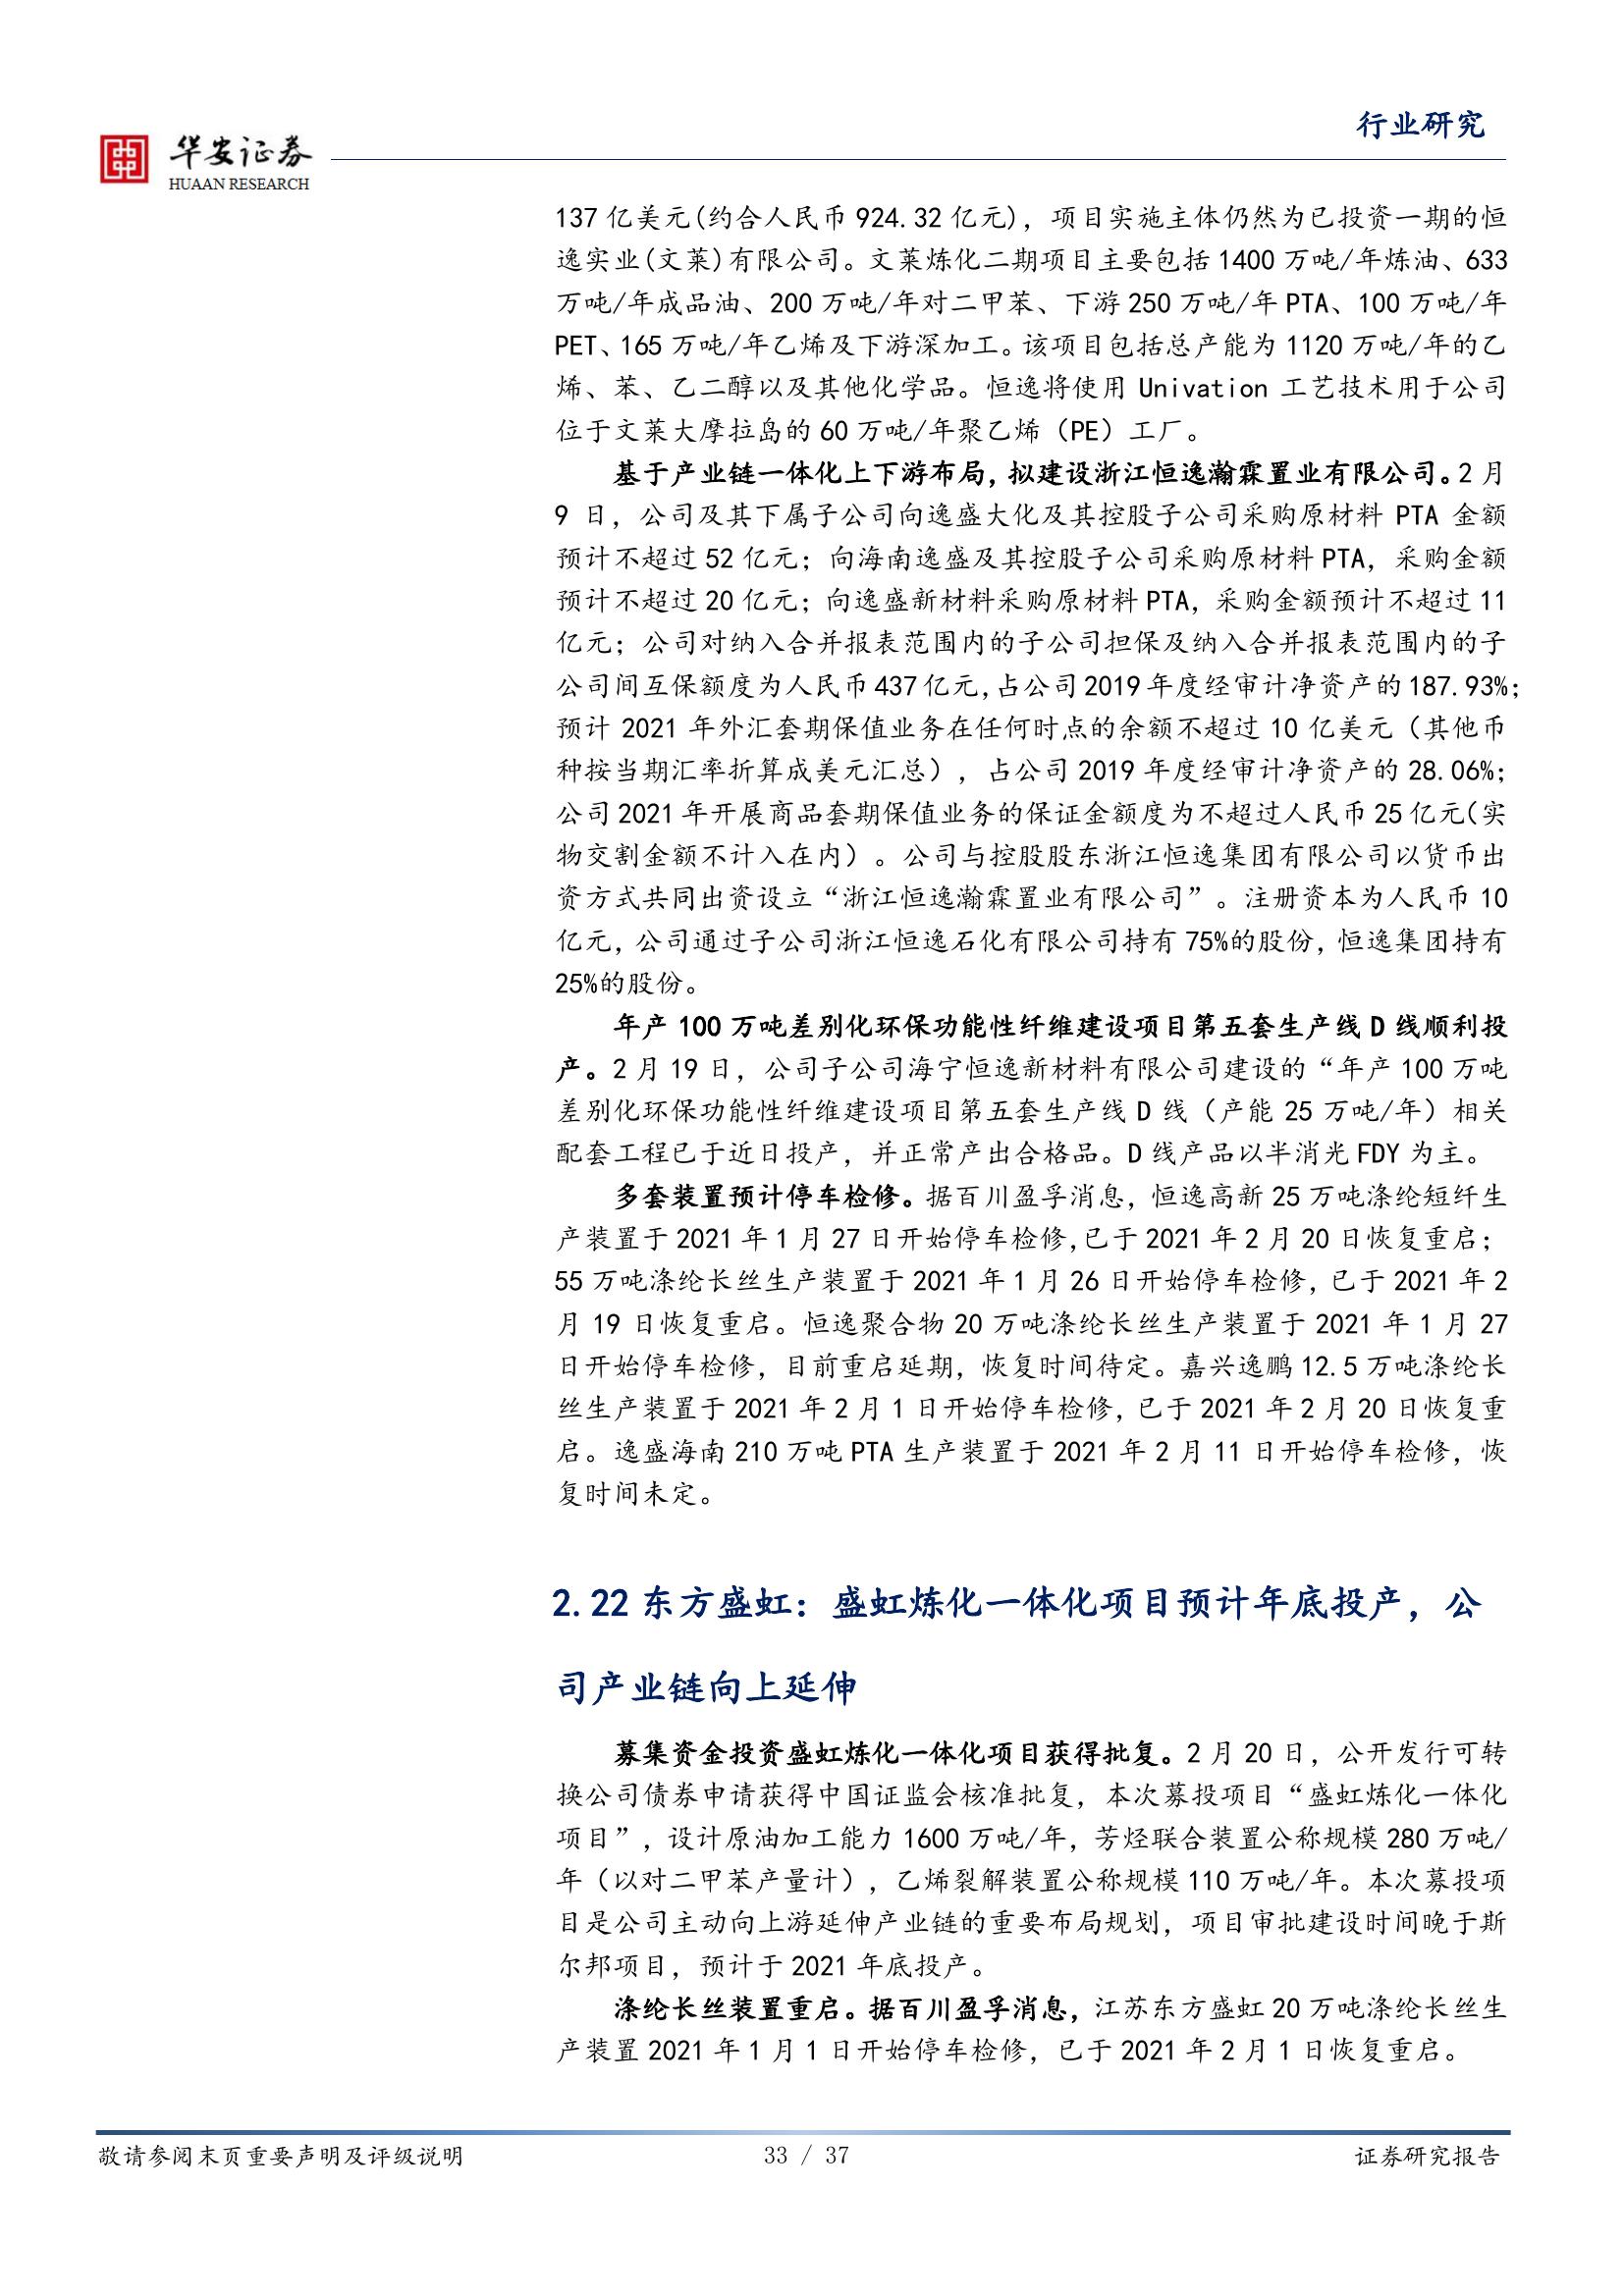 行业研究
华安证券
HUAAN RESEARCH
137 亿美元(约合人民币 924.32 亿元)，项目实施主体仍然为已投资一期的恒
逸实业(文莱)有限公司。文莱炼化二期项目主要包括 1400 万吨/年炼油、633
万吨/年成品油、200 万吨/年对二甲苯、下游 250 万吨/年 PTA、100 万吨/年
PET、165 万吨/年乙烯及下游深加工。该项目包括总产能为 1120 万吨/年的乙
烯、苯、乙二醇以及其他化学品。恒逸将使用 Univation 工艺技术用于公司
位于文莱大摩拉岛的 60 万吨/年聚乙烯（PE）工厂。
基于产业链一体化上下游布局，拟建设浙江恒逸瀚霖置业有限公司。2 月
9 日，公司及其下属子公司向逸盛大化及其控股子公司采购原材料 PTA 金额
预计不超过 52 亿元；向海南逸盛及其控股子公司采购原材料 PTA，采购金额
预计不超过 20 亿元；向逸盛新材料采购原材料 PTA，采购金额预计不超过 11
亿元；公司对纳入合并报表范围内的子公司担保及纳入合并报表范围内的子
公司间互保额度为人民币 437 亿元,占公司 2019 年度经审计净资产的 187.93%；
预计 2021 年外汇套期保值业务在任何时点的余额不超过 10 亿美元（其他币
种按当期汇率折算成美元汇总），占公司 2019 年度经审计净资产的 28.06%；
公司 2021 年开展商品套期保值业务的保证金额度为不超过人民币 25 亿元(实
物交割金额不计入在内）。公司与控股股东浙江恒逸集团有限公司以货币出
资方式共同出资设立“浙江恒逸瀚霖置业有限公司”。注册资本为人民币 10
亿元，公司通过子公司浙江恒逸石化有限公司持有 75%的股份，恒逸集团持有
25%的股份。
年产 100 万吨差别化环保功能性纤维建设项目第五套生产线 D 线顺利投
产。2 月 19 日，公司子公司海宁恒逸新材料有限公司建设的“年产 100 万吨
差别化环保功能性纤维建设项目第五套生产线 D 线（产能 25 万吨/年）相关
配套工程已于近日投产，并正常产出合格品。D 线产品以半消光 FDY 为主。
多套装置预计停车检修。据百川盈孚消息，恒逸高新 25 万吨涤纶短纤生
产装置于 2021 年 1 月 27 日开始停车检修,已于 2021 年 2 月 20 日恢复重启；
55 万吨涤纶长丝生产装置于 2021 年 1 月 26 日开始停车检修，已于 2021 年 2
月 19 日恢复重启。恒逸聚合物 20 万吨涤纶长丝生产装置于 2021 年 1 月 27
日开始停车检修，目前重启延期，恢复时间待定。嘉兴逸鹏 12.5 万吨涤纶长
丝生产装置于 2021 年 2 月 1 日开始停车检修，已于 2021 年 2 月 20 日恢复重
启。逸盛海南 210 万吨 PTA 生产装置于 2021 年 2 月 11 日开始停车检修，恢
复时间未定。
2.22 东方盛虹：盛虹炼化一体化项目预计年底投产，公
司产业链向上延伸
募集资金投资盛虹炼化一体化项目获得批复。2 月 20 日，公开发行可转
换公司债券申请获得中国证监会核准批复，本次募投项目“盛虹炼化一体化
项目”，设计原油加工能力 1600 万吨/年，芳烃联合装置公称规模 280 万吨/
年（以对二甲苯产量计），乙烯裂解装置公称规模 110 万吨/年。本次募投项
目是公司主动向上游延伸产业链的重要布局规划，项目审批建设时间晚于斯
尔邦项目，预计于 2021 年底投产。
涤纶长丝装置重启。据百川盈孚消息，江苏东方盛虹 20 万吨涤纶长丝生
产装置 2021 年 1 月 1 日开始停车检修，已于 2021 年 2 月 1 日恢复重启。
敬请参阅末页重要声明及评级说明
33 / 37
证券研究报告